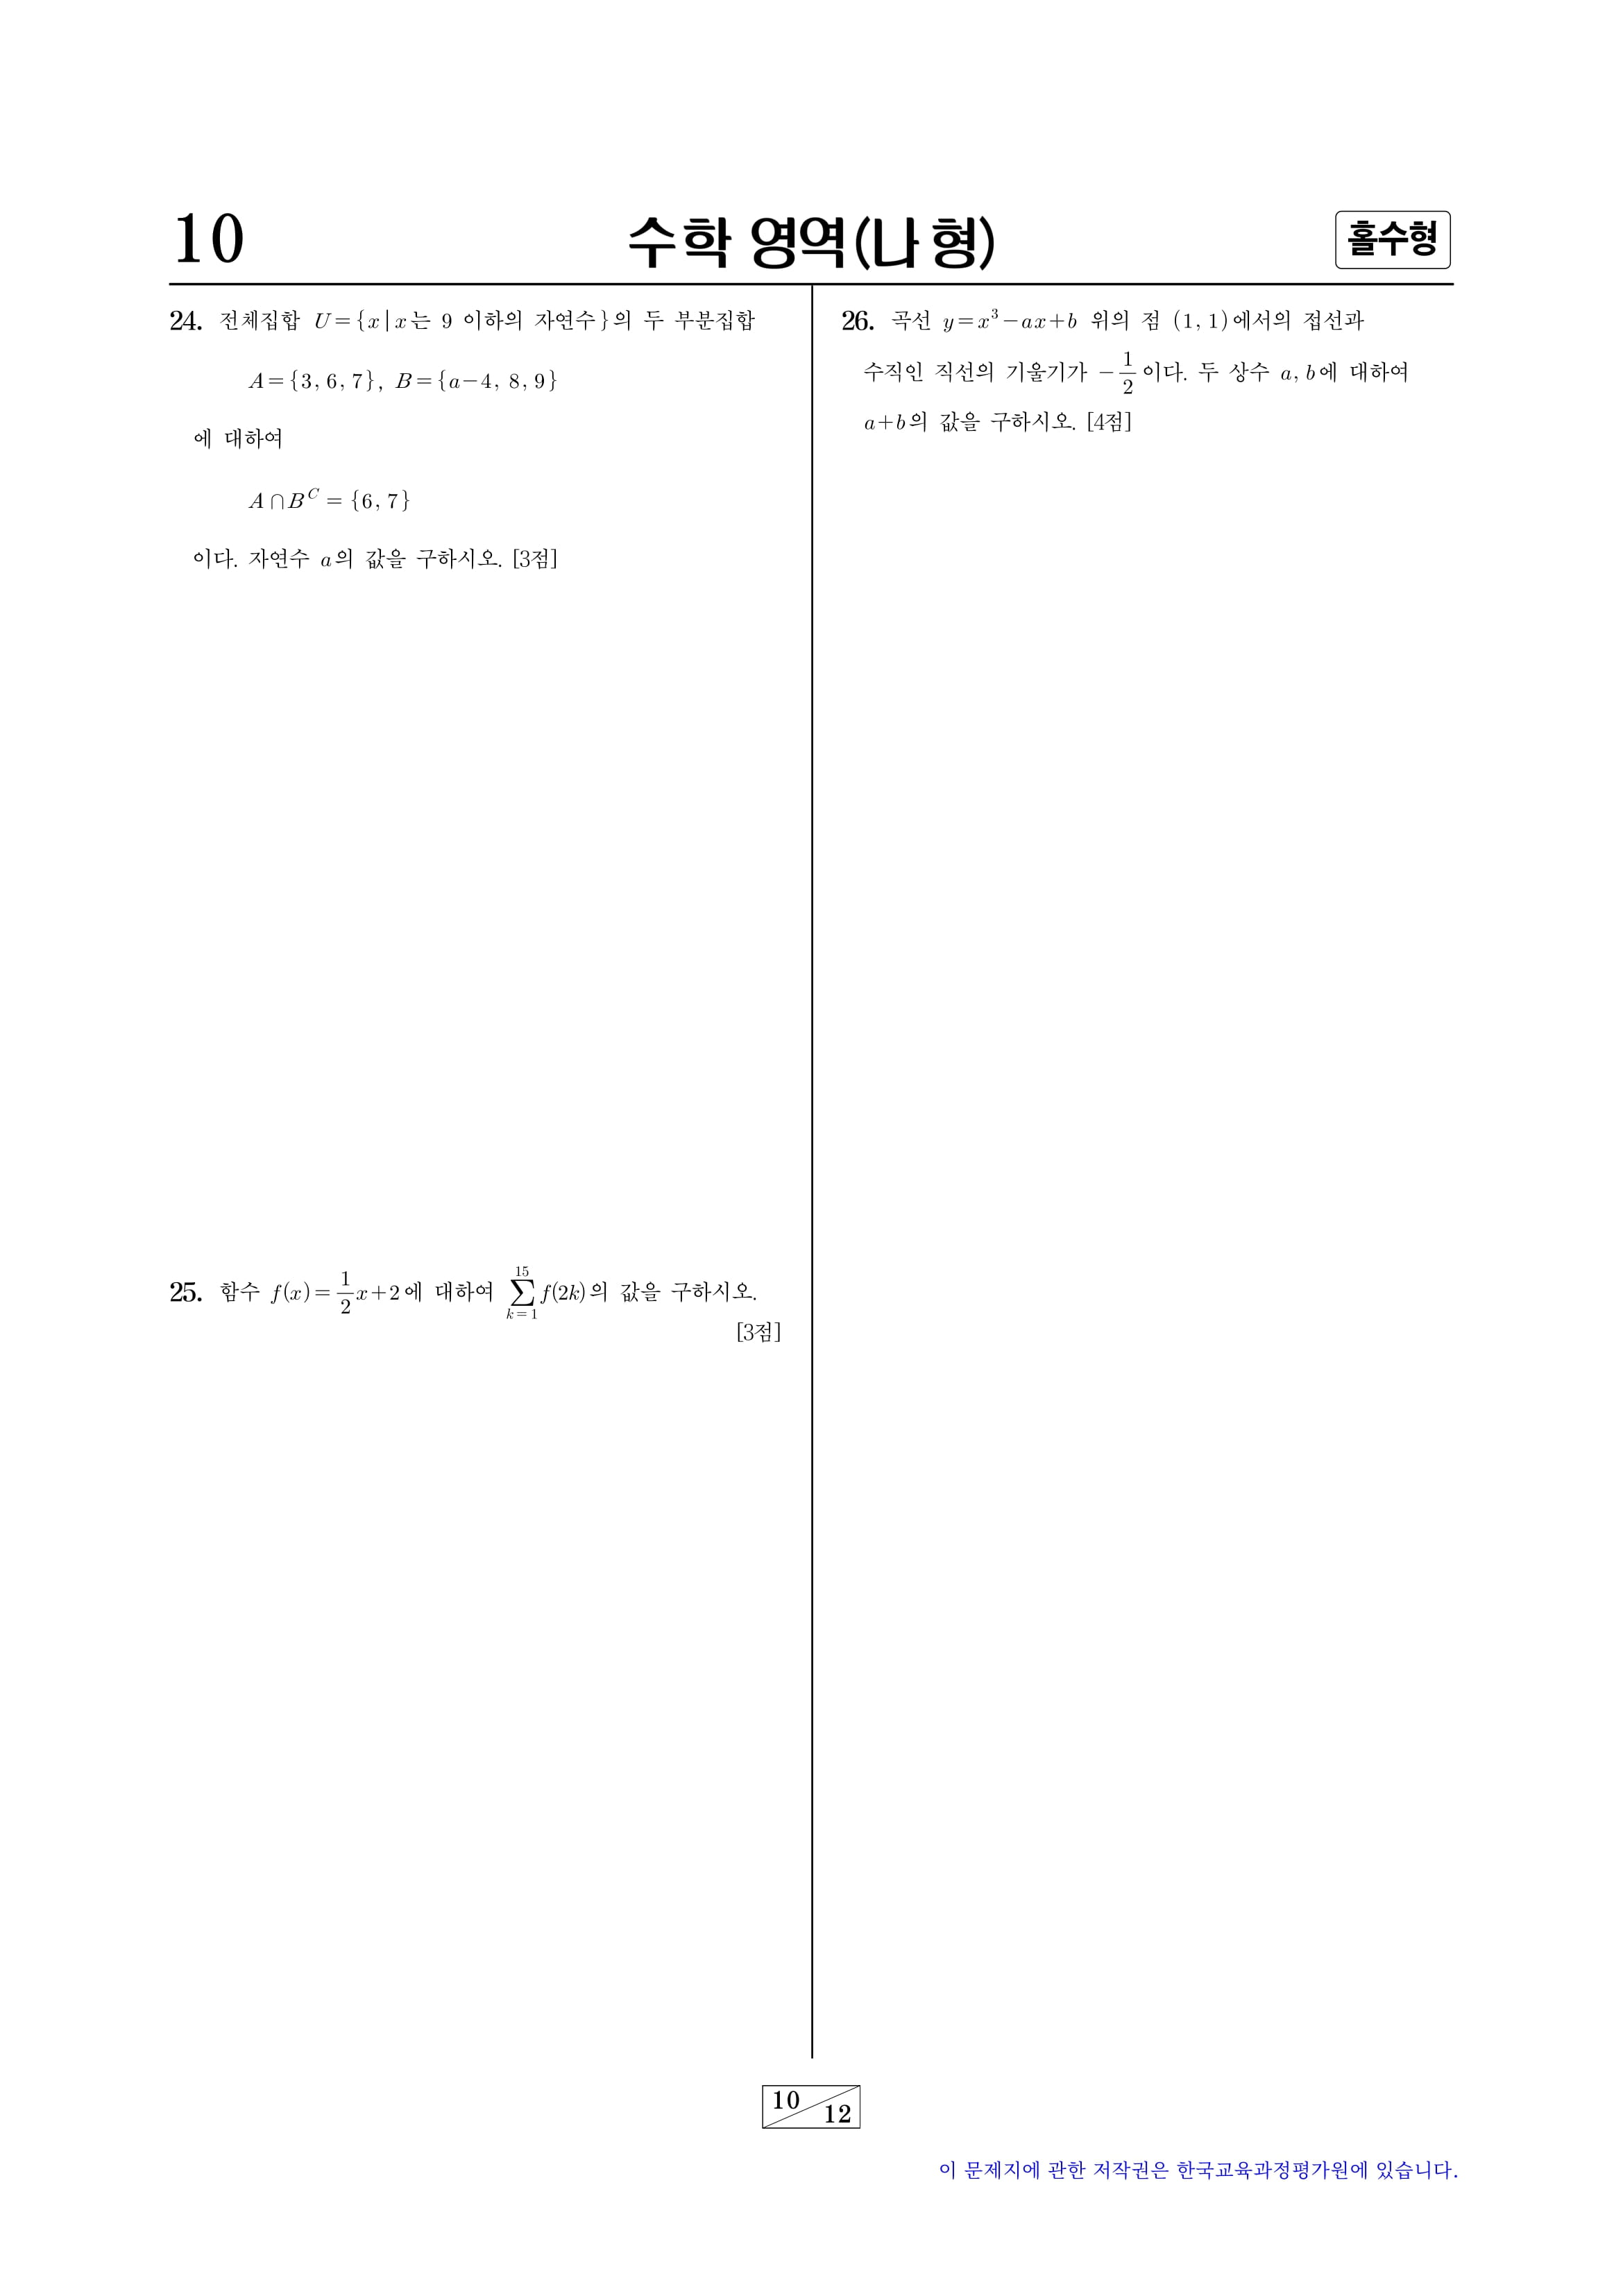 10
수학 영역(나 형)
홀수형
24. 전체집합 U={x|x는 9 이하의 자연수}의 두 부분집합
A={3, 6, 7}, B={a-4, 8, 9}
에 대하여
A∩B^C = {6, 7}
이다. 자연수 a의 값을 구하시오. [3점]
25. 함수 f(x)=\frac{1}{2}x+2에 대하여 \sum_{k=1}^{15} f(2k)의 값을 구하시오.
[3점]
26. 곡선 y=x^3-ax+b 위의 점 (1, 1)에서의 접선과
수직인 직선의 기울기가 -\frac{1}{2}이다. 두 상수 a, b에 대하여
a+b의 값을 구하시오. [4점]
10
12
이 문제지에 관한 저작권은 한국교육과정평가원에 있습니다.